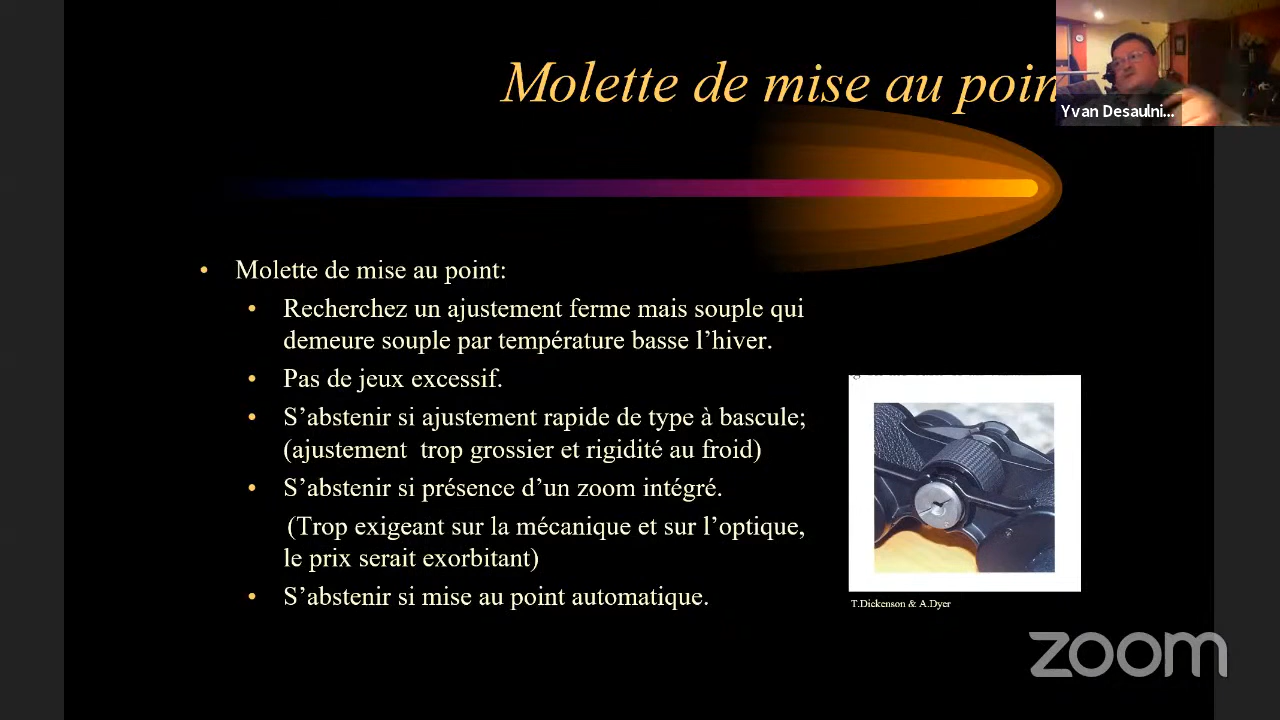 Molette de mise au poin
Yvan Desaulni...
Molette de mise au point:
Recherchez un ajustement ferme mais souple qui
demeure souple par température basse l’hiver.
Pas de jeux excessif.
S’abstenir si ajustement rapide de type à bascule;
(ajustement trop grossier et rigidité au froid)
S’abstenir si présence d’un zoom intégré.
(Trop exigeant sur la mécanique et sur l’optique,
le prix serait exorbitant)
S’abstenir si mise au point automatique.
T.Dickenson & A.Dyer
zoom